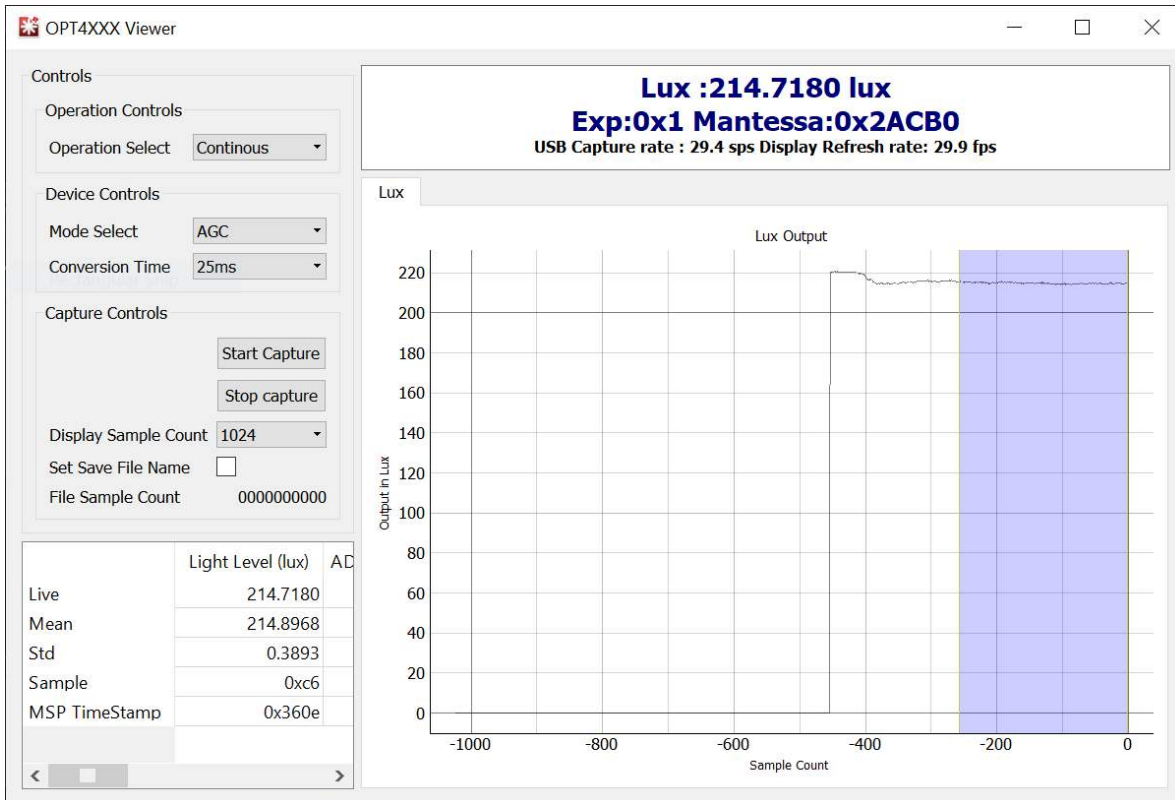 OPT4XXX Viewer
Controls
Operation Controls
Operation Select Continous
Device Controls
Mode Select AGC
Conversion Time 25ms
Capture Controls
Start Capture
Stop capture
Display Sample Count 1024
Set Save File Name
File Sample Count 0000000000
Light Level (lux) AD
Live 214.7180
Mean 214.8968
Std 0.3893
Sample 0xc6
MSP TimeStamp 0x360e
Lux :214.7180 lux
Exp:0x1 Mantessa:0x2ACB0
USB Capture rate : 29.4 sps Display Refresh rate: 29.9 fps
Lux
Lux Output
Output in Lux
220
200
180
160
140
120
100
80
60
40
20
0
-1000 -800 -600 -400 -200 0
Sample Count